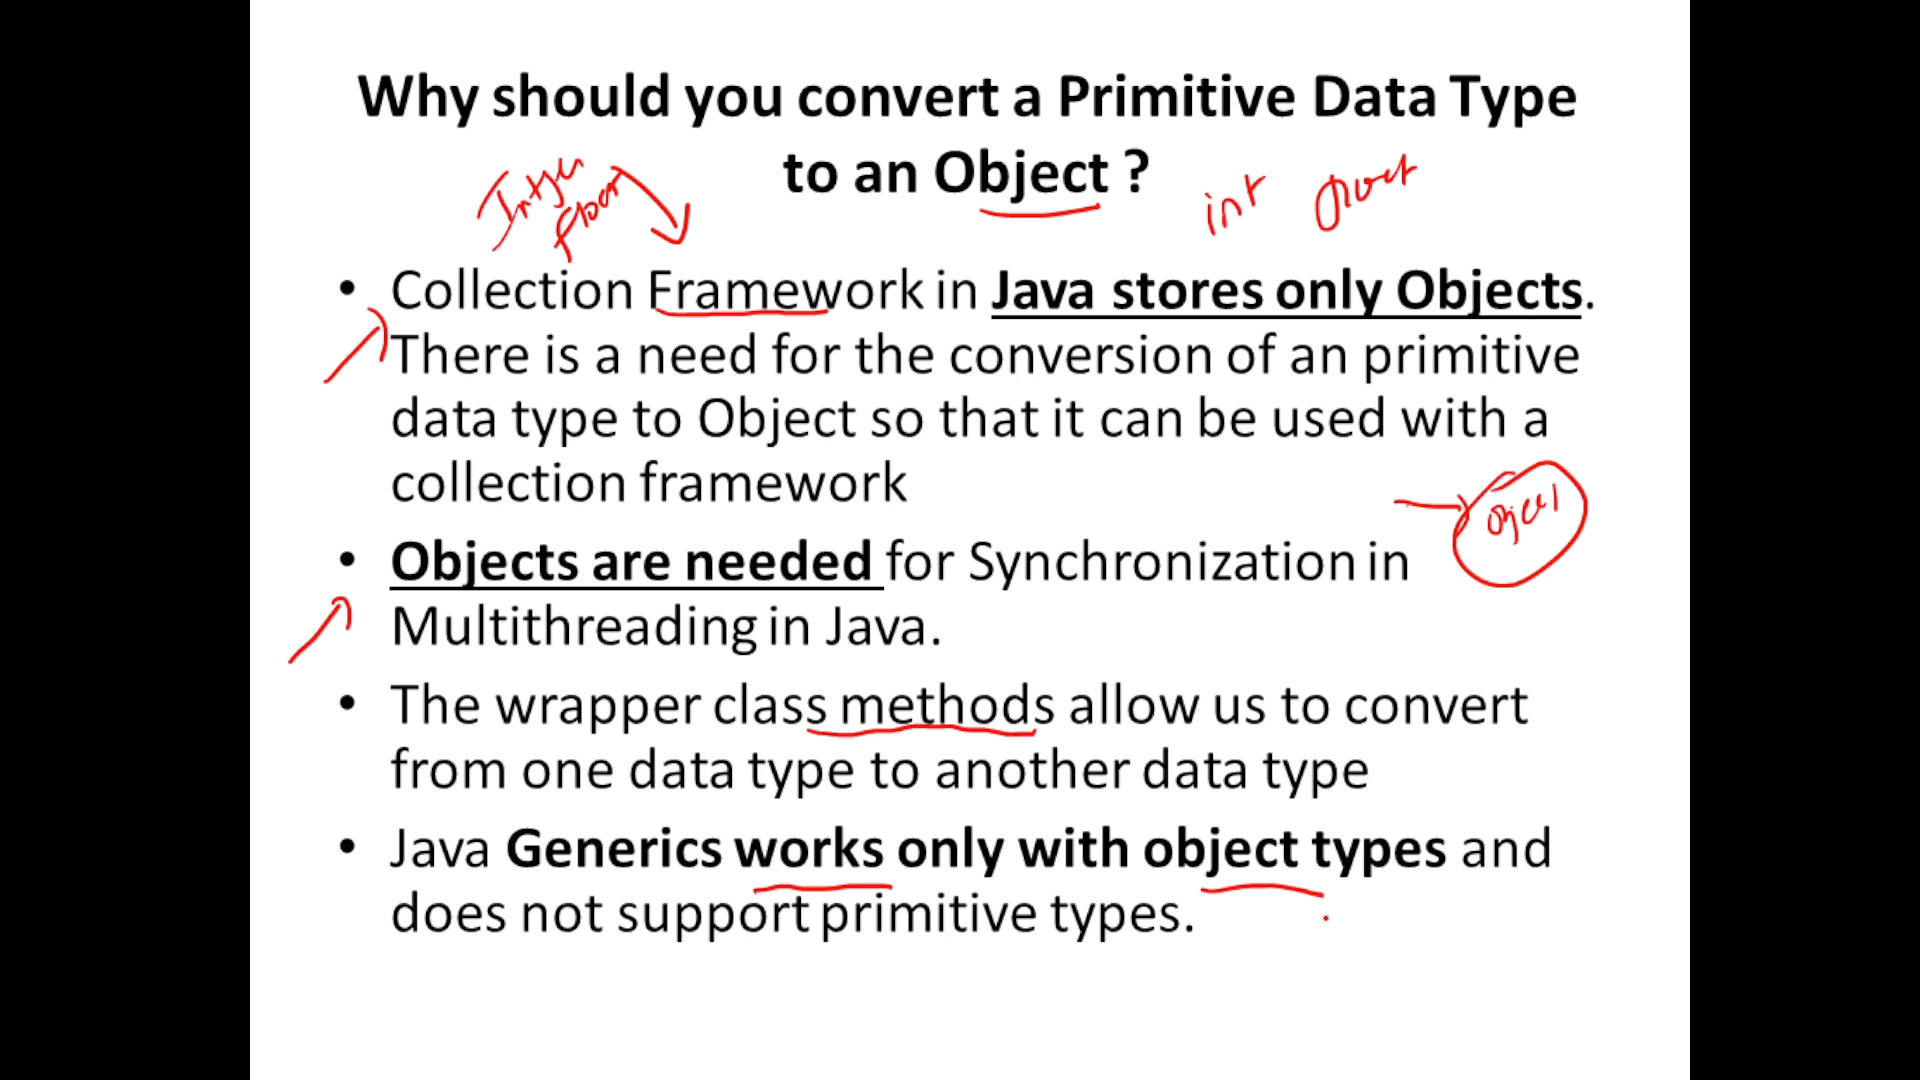 Why should you convert a Primitive Data Type
to an Object ?
int
• Collection Framework in Java stores only Objects.
There is a need for the conversion of an primitive
data type to Object so that it can be used with a
collection framework
object
• Objects are needed for Synchronization in
Multithreading in Java.
• The wrapper class methods allow us to convert
from one data type to another data type
• Java Generics works only with object types and
does not support primitive types.